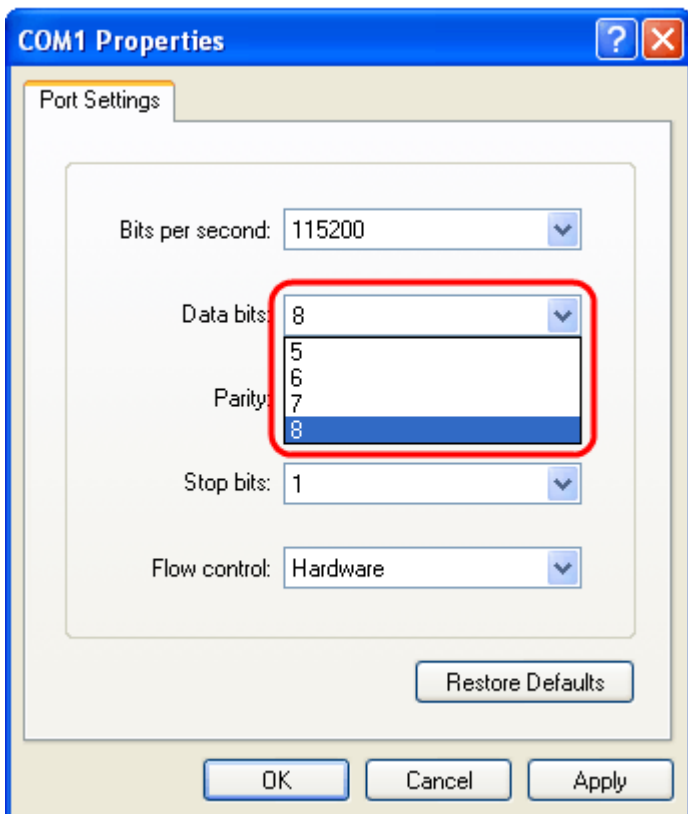 COM1 Properties
Port Settings
Bits per second: 115200
Data bits: 8
5
6
Parity: 7
8
Stop bits: 1
Flow control: Hardware
Restore Defaults
OK Cancel Apply